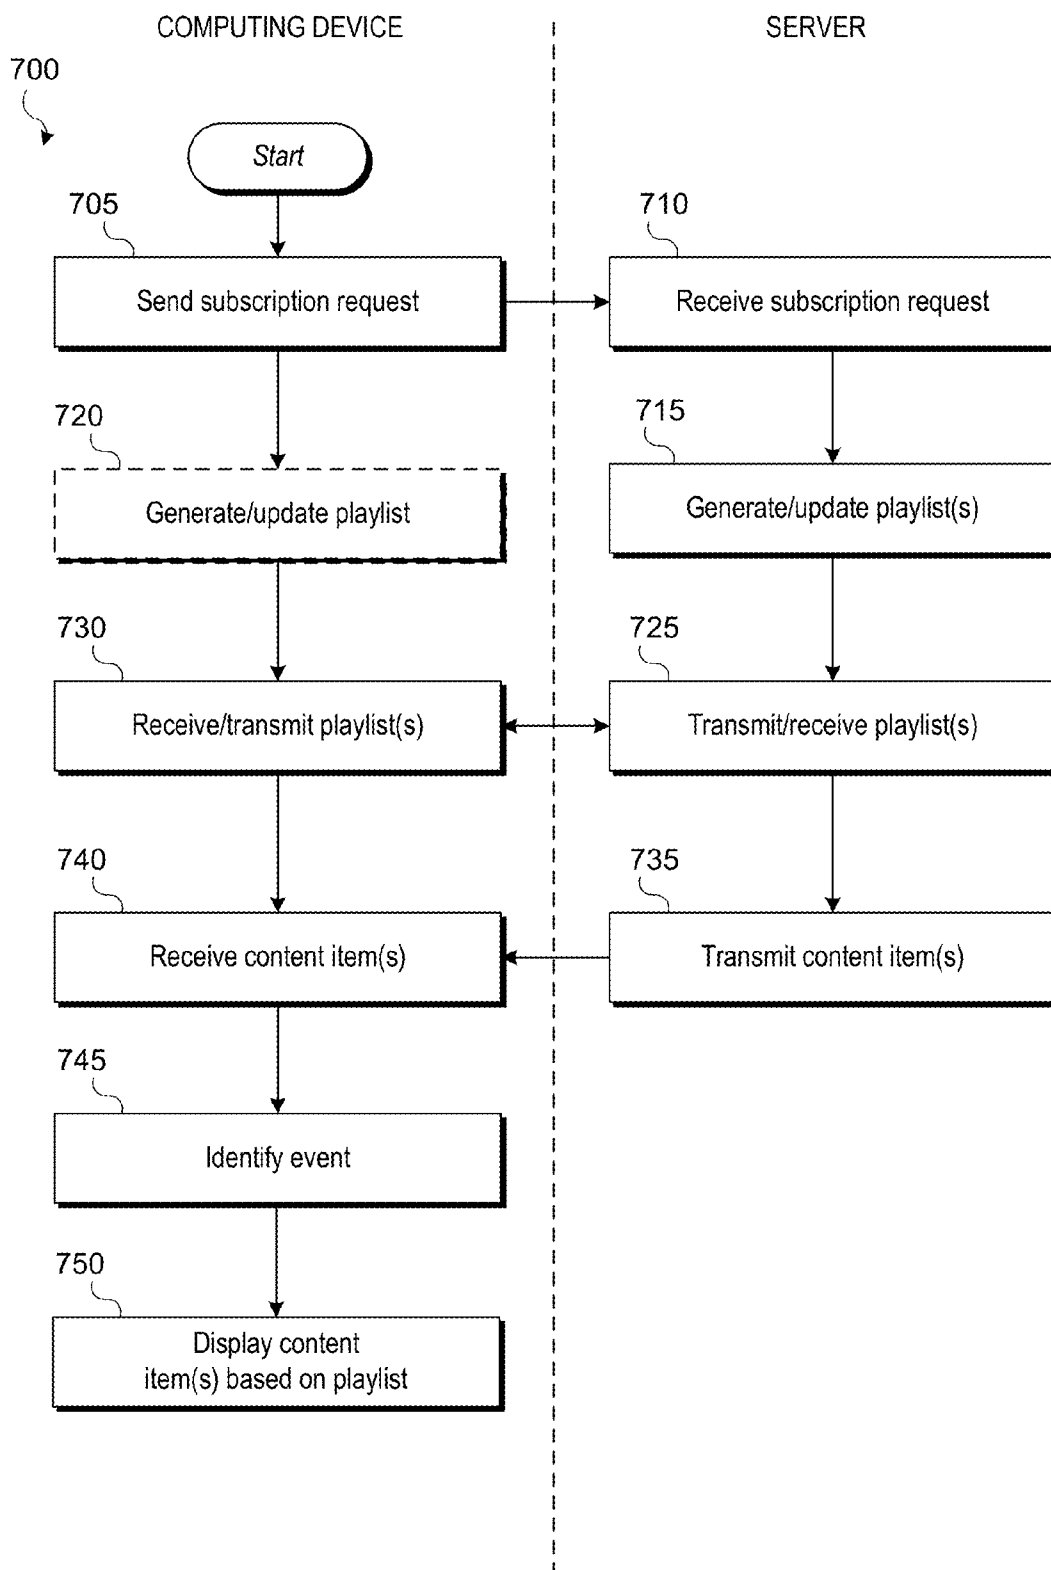 COMPUTING DEVICE
SERVER
700
Start
705
Send subscription request
710
Receive subscription request
720
Generate/update playlist
715
Generate/update playlist(s)
730
Receive/transmit playlist(s)
725
Transmit/receive playlist(s)
740
Receive content item(s)
735
Transmit content item(s)
745
Identify event
750
Display content
item(s) based on playlist